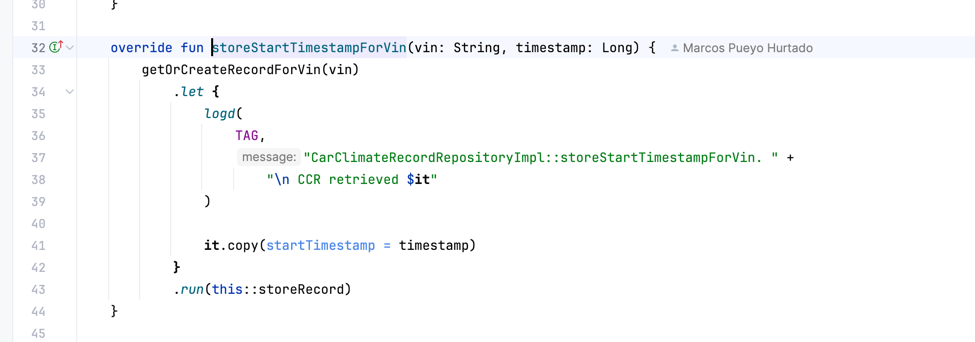 30 }
31
32 override fun storeStartTimestampForVin(vin: String, timestamp: Long) { Marcos Pueyo Hurtado
33 getOrCreateRecordForVin(vin)
34 .let {
35 logd(
36 TAG,
37 message: "CarClimateRecordRepositoryImpl::storeStartTimestampForVin. " +
38 "\n CCR retrieved $it"
39 )
40
41 it.copy(startTimestamp = timestamp)
42 }
43 .run(this::storeRecord)
44 }
45